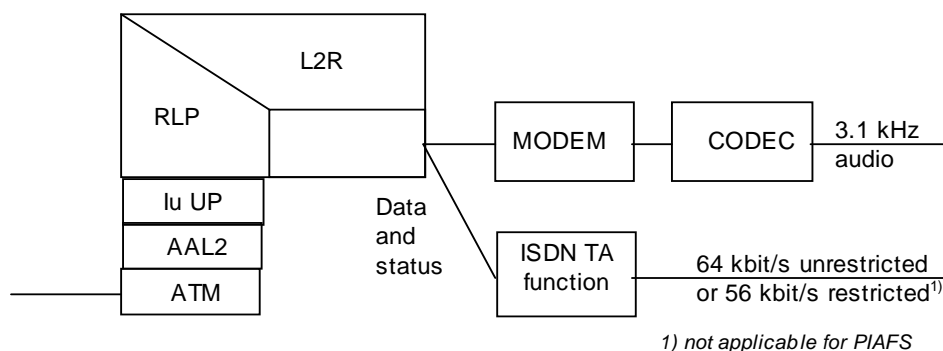 L2R
RLP
MODEM
CODEC
3.1 kHz
audio
Iu UP
AAL2
ATM
Data
and
status
ISDN TA
function
64 kbit/s unrestricted
or 56 kbit/s restricted1)
1) not applicable for PIAFS